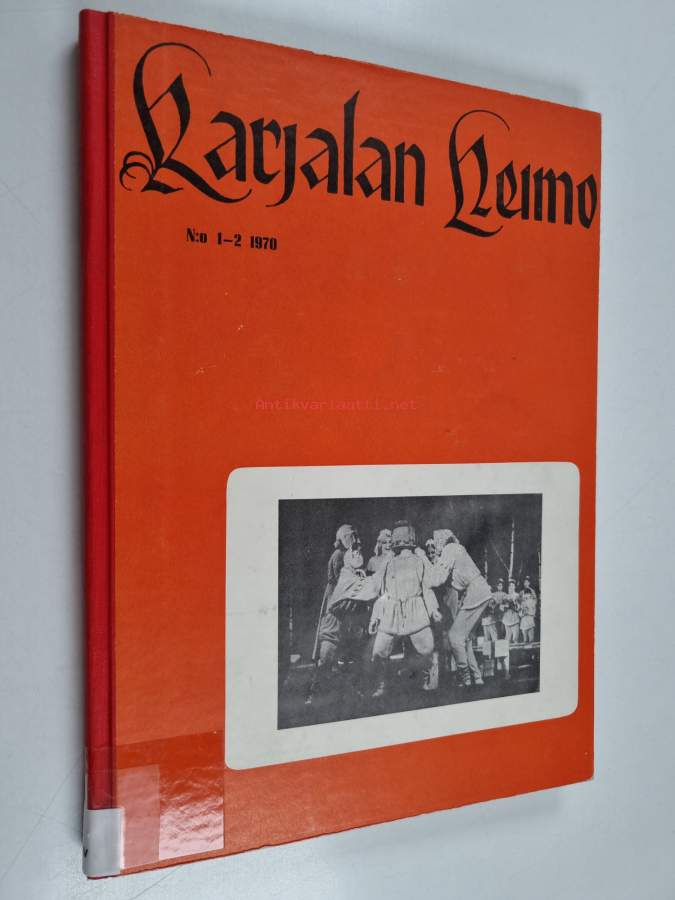 Karjalan Heimo
N:o 1–2 1970
Antikvariaatti.net